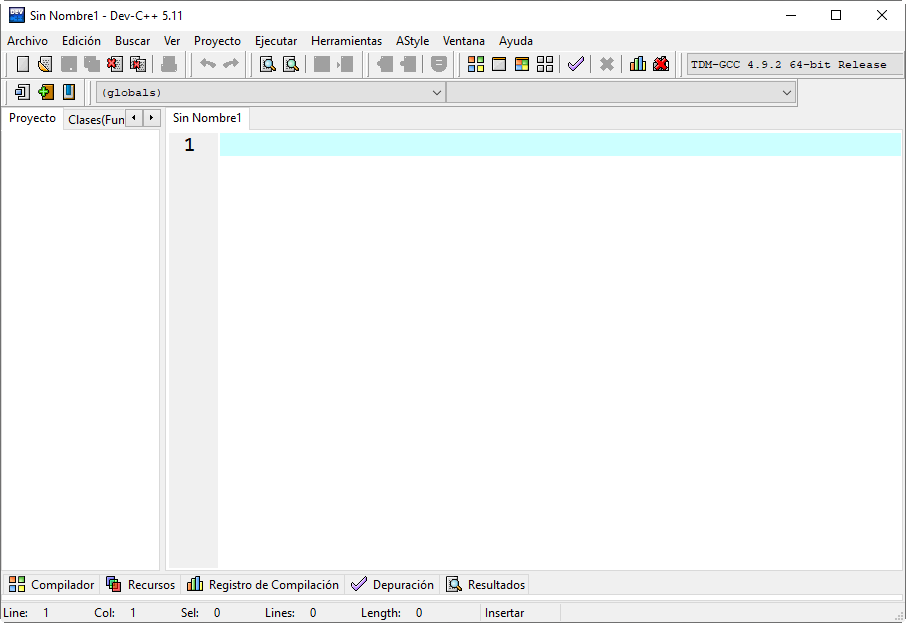 Sin Nombre1 - Dev-C++ 5.11
Archivo Edición Buscar Ver Proyecto Ejecutar Herramientas AStyle Ventana Ayuda
TDM-GCC 4.9.2 64-bit Release
(globals)
Proyecto Clases(Fun Sin Nombre1
1
Compilador Recursos Registro de Compilación Depuración Resultados
Line: 1 Col: 1 Sel: 0 Lines: 0 Length: 0 Insertar